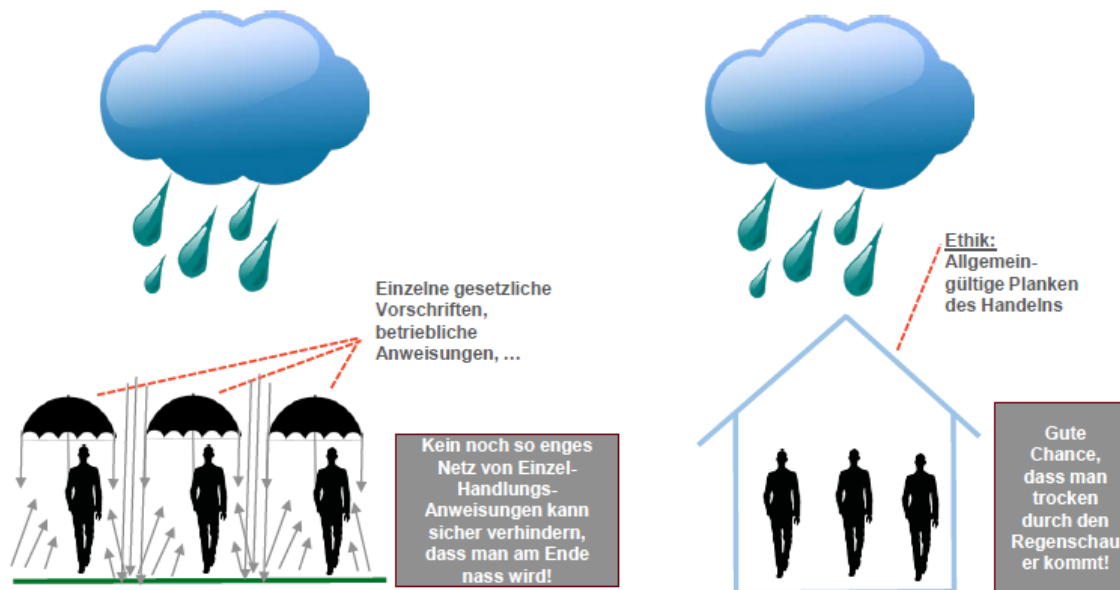 Einzelne gesetzliche
Vorschriften,
betriebliche
Anweisungen, ...
Kein noch so enges
Netz von Einzel-
Handlungs-
Anweisungen kann
sicher verhindern,
dass man am Ende
nass wird!
Ethik:
Allgemein-
gültige Planken
des Handelns
Gute
Chance,
dass man
trocken
durch den
Regenschau
er kommt!